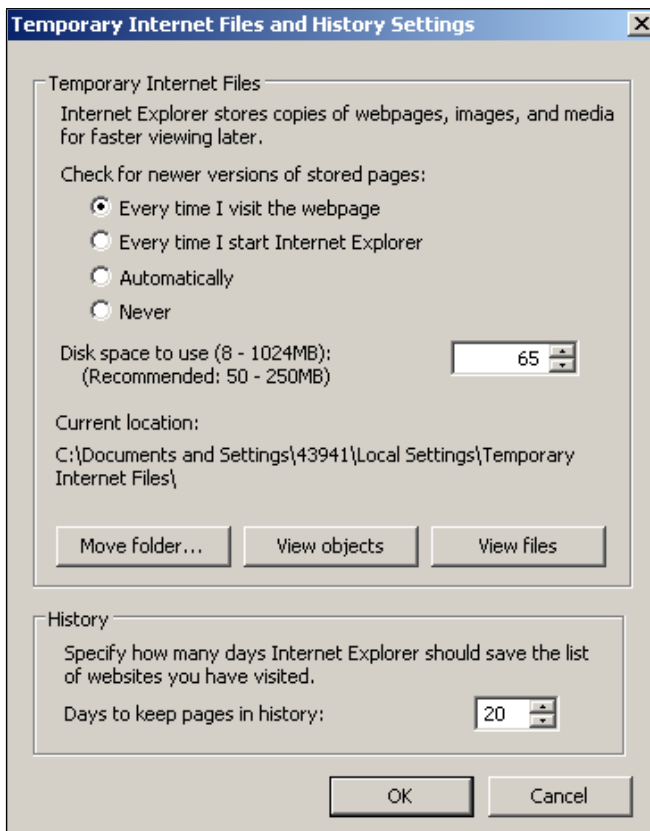 Temporary Internet Files and History Settings
Temporary Internet Files
Internet Explorer stores copies of webpages, images, and media
for faster viewing later.
Check for newer versions of stored pages:
Every time I visit the webpage
Every time I start Internet Explorer
Automatically
Never
Disk space to use (8 - 1024MB):
65
(Recommended: 50 - 250MB)
Current location:
C:\Documents and Settings\43941\Local Settings\Temporary
Internet Files\
Move folder...
View objects
View files
History
Specify how many days Internet Explorer should save the list
of websites you have visited.
Days to keep pages in history:
20
OK
Cancel